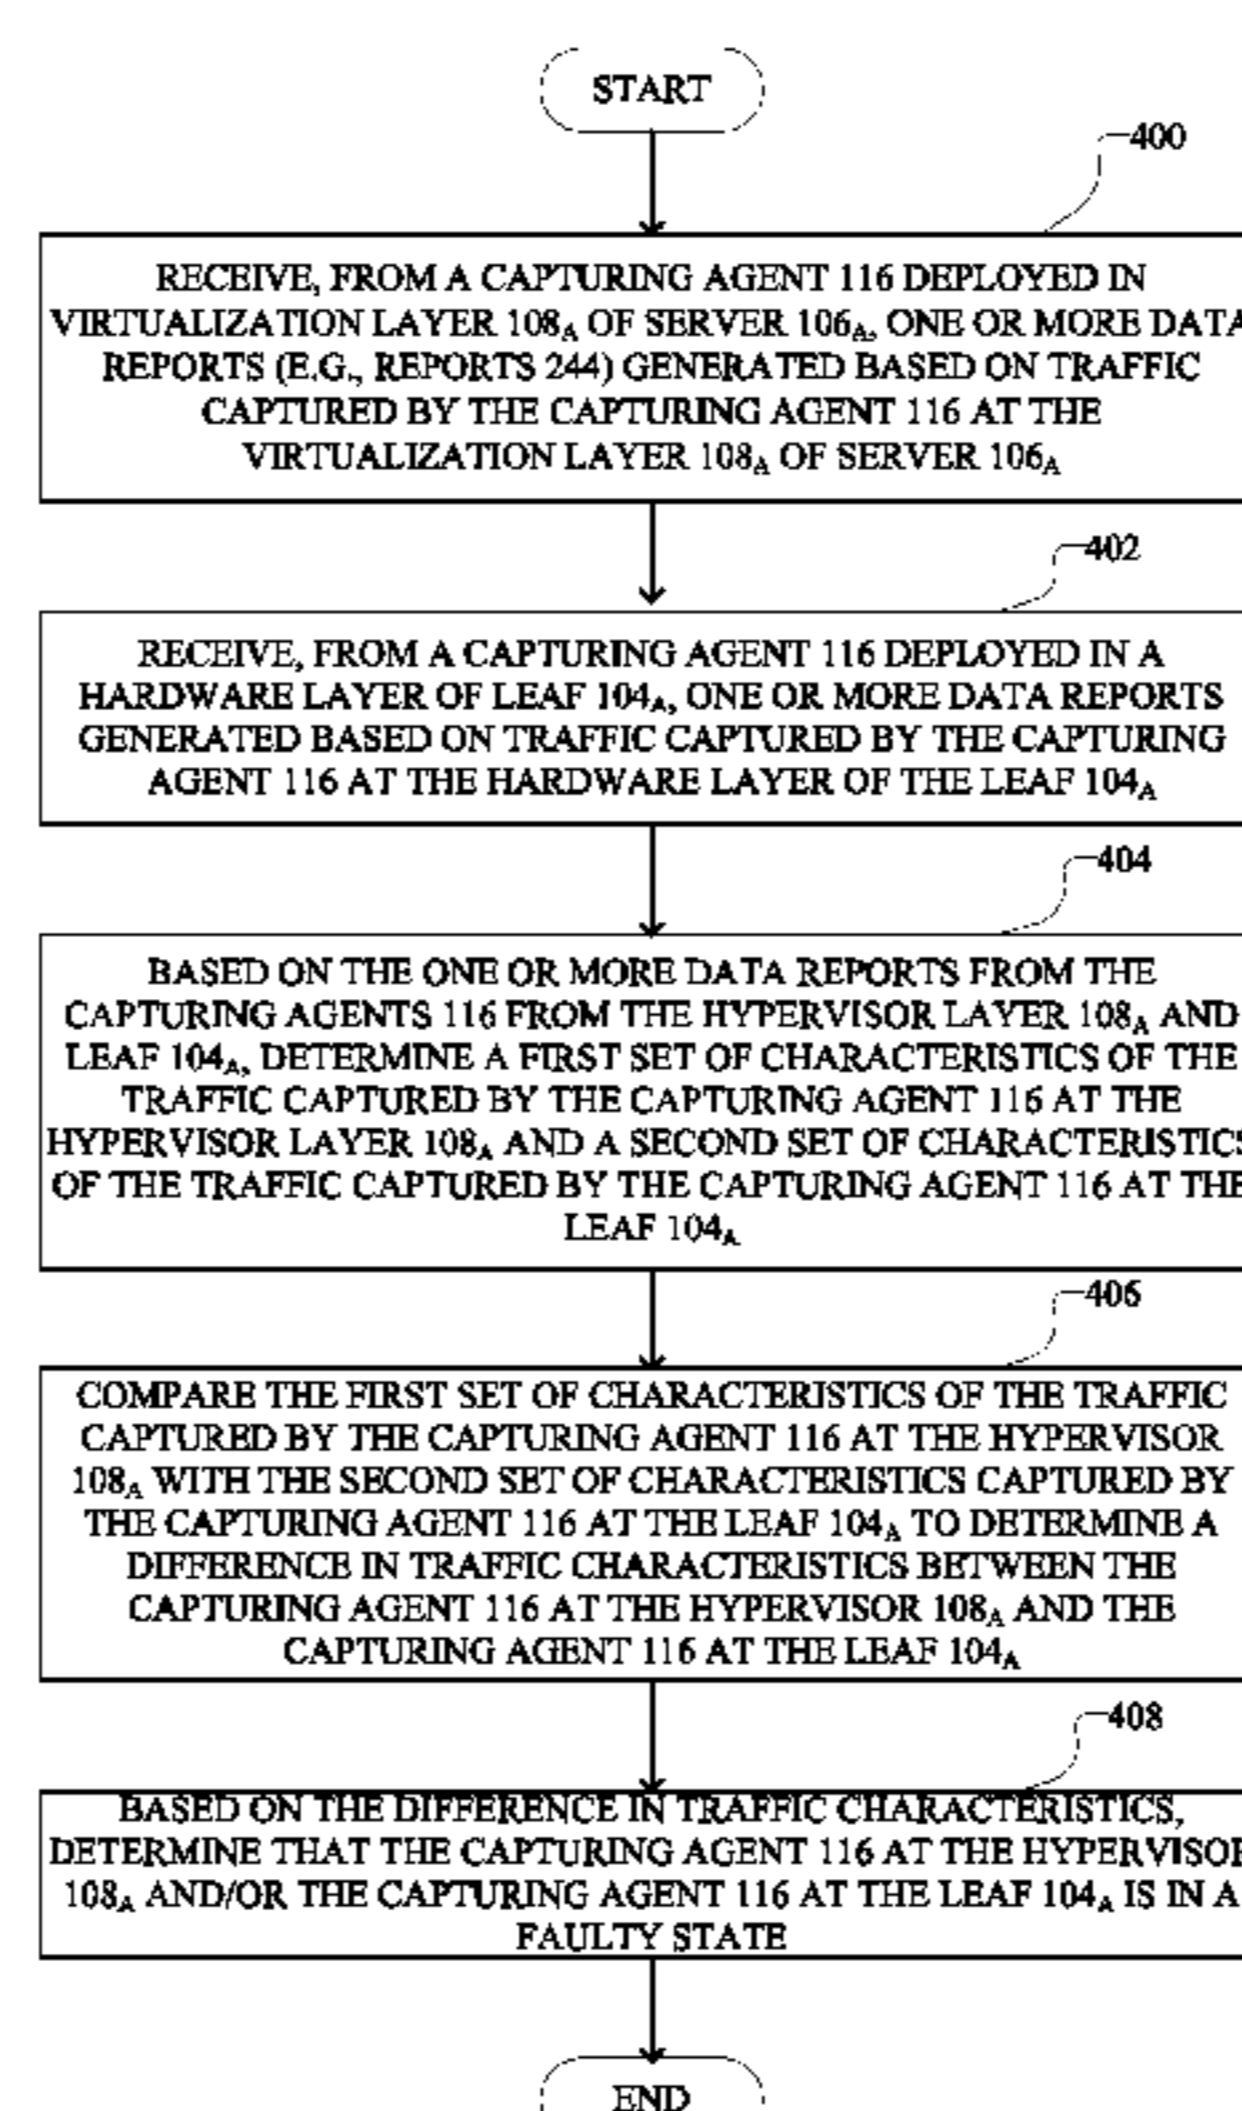 START
400
RECEIVE, FROM A CAPTURING AGENT 116 DEPLOYED IN
VIRTUALIZATION LAYER 108A OF SERVER 106A, ONE OR MORE DATA
REPORTS (E.G., REPORTS 244) GENERATED BASED ON TRAFFIC
CAPTURED BY THE CAPTURING AGENT 116 AT THE
VIRTUALIZATION LAYER 108A OF SERVER 106A
402
RECEIVE, FROM A CAPTURING AGENT 116 DEPLOYED IN A
HARDWARE LAYER OF LEAF 104A, ONE OR MORE DATA REPORTS
GENERATED BASED ON TRAFFIC CAPTURED BY THE CAPTURING
AGENT 116 AT THE HARDWARE LAYER OF THE LEAF 104A
404
BASED ON THE ONE OR MORE DATA REPORTS FROM THE
CAPTURING AGENTS 116 FROM THE HYPERVISOR LAYER 108A AND
LEAF 104A, DETERMINE A FIRST SET OF CHARACTERISTICS OF THE
TRAFFIC CAPTURED BY THE CAPTURING AGENT 116 AT THE
HYPERVISOR LAYER 108A AND A SECOND SET OF CHARACTERISTICS
OF THE TRAFFIC CAPTURED BY THE CAPTURING AGENT 116 AT THE
LEAF 104A
406
COMPARE THE FIRST SET OF CHARACTERISTICS OF THE TRAFFIC
CAPTURED BY THE CAPTURING AGENT 116 AT THE HYPERVISOR
108A WITH THE SECOND SET OF CHARACTERISTICS CAPTURED BY
THE CAPTURING AGENT 116 AT THE LEAF 104A TO DETERMINE A
DIFFERENCE IN TRAFFIC CHARACTERISTICS BETWEEN THE
CAPTURING AGENT 116 AT THE HYPERVISOR 108A AND THE
CAPTURING AGENT 116 AT THE LEAF 104A
408
BASED ON THE DIFFERENCE IN TRAFFIC CHARACTERISTICS,
DETERMINE THAT THE CAPTURING AGENT 116 AT THE HYPERVISOR
108A AND/OR THE CAPTURING AGENT 116 AT THE LEAF 104A IS IN A
FAULTY STATE
END